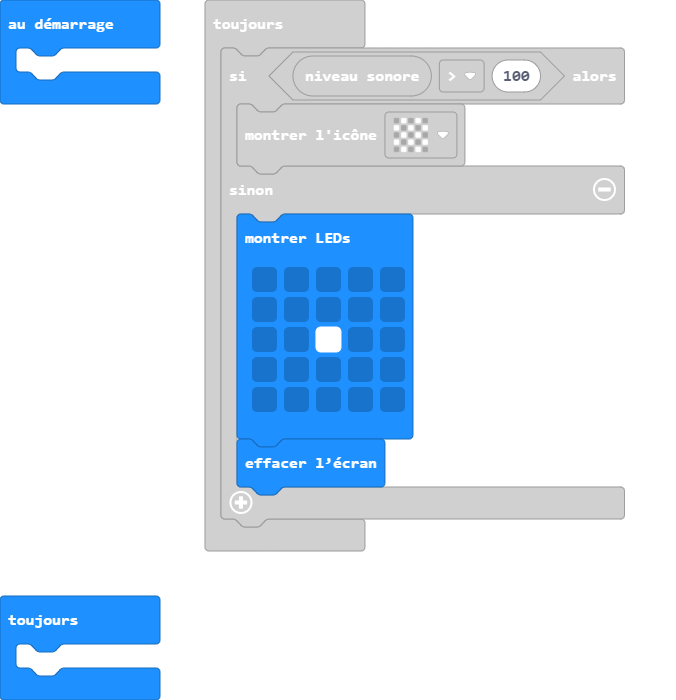 au démarrage
toujours
si niveau sonore > 100 alors
montrer l'icône
sinon
montrer LEDs
effacer l’écran
toujours